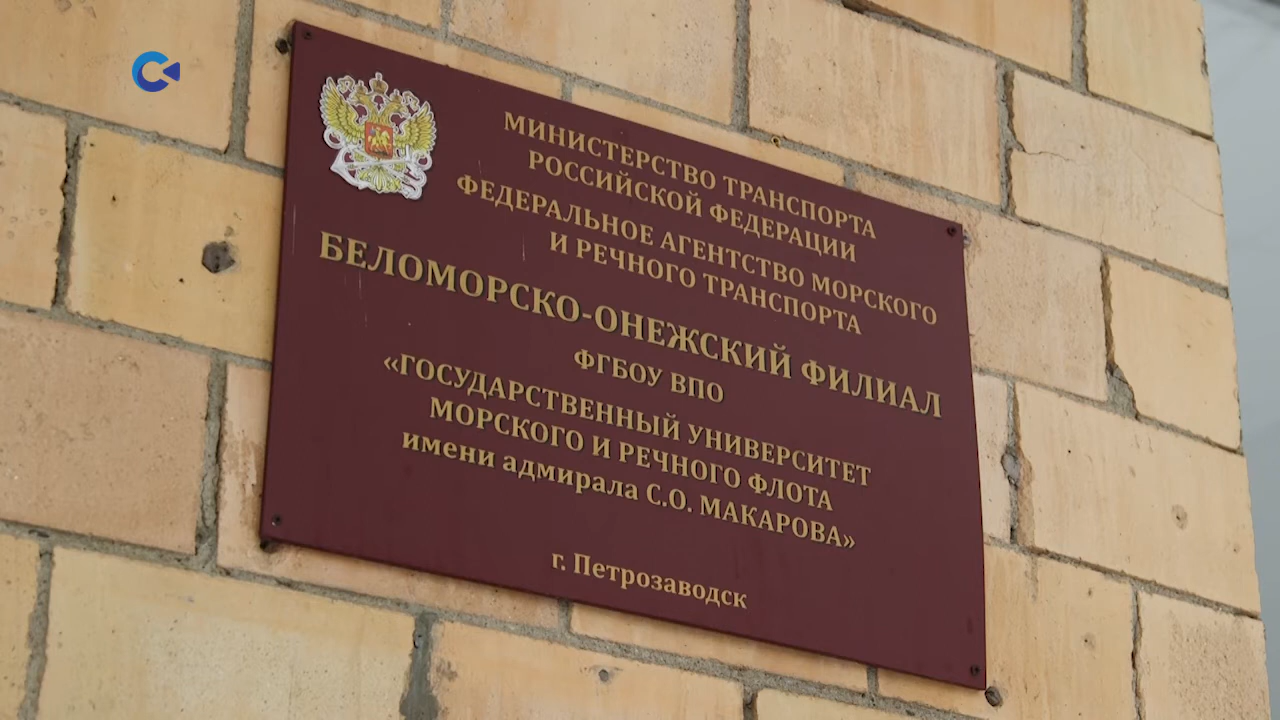 МИНИСТЕРСТВО ТРАНСПОРТА
РОССИЙСКОЙ ФЕДЕРАЦИИ
ФЕДЕРАЛЬНОЕ АГЕНТСТВО МОРСКОГО
И РЕЧНОГО ТРАНСПОРТА
БЕЛОМОРСКО-ОНЕЖСКИЙ ФИЛИАЛ
ФГБОУ ВПО
«ГОСУДАРСТВЕННЫЙ УНИВЕРСИТЕТ
МОРСКОГО И РЕЧНОГО ФЛОТА
имени адмирала С.О. МАКАРОВА»
г. Петрозаводск